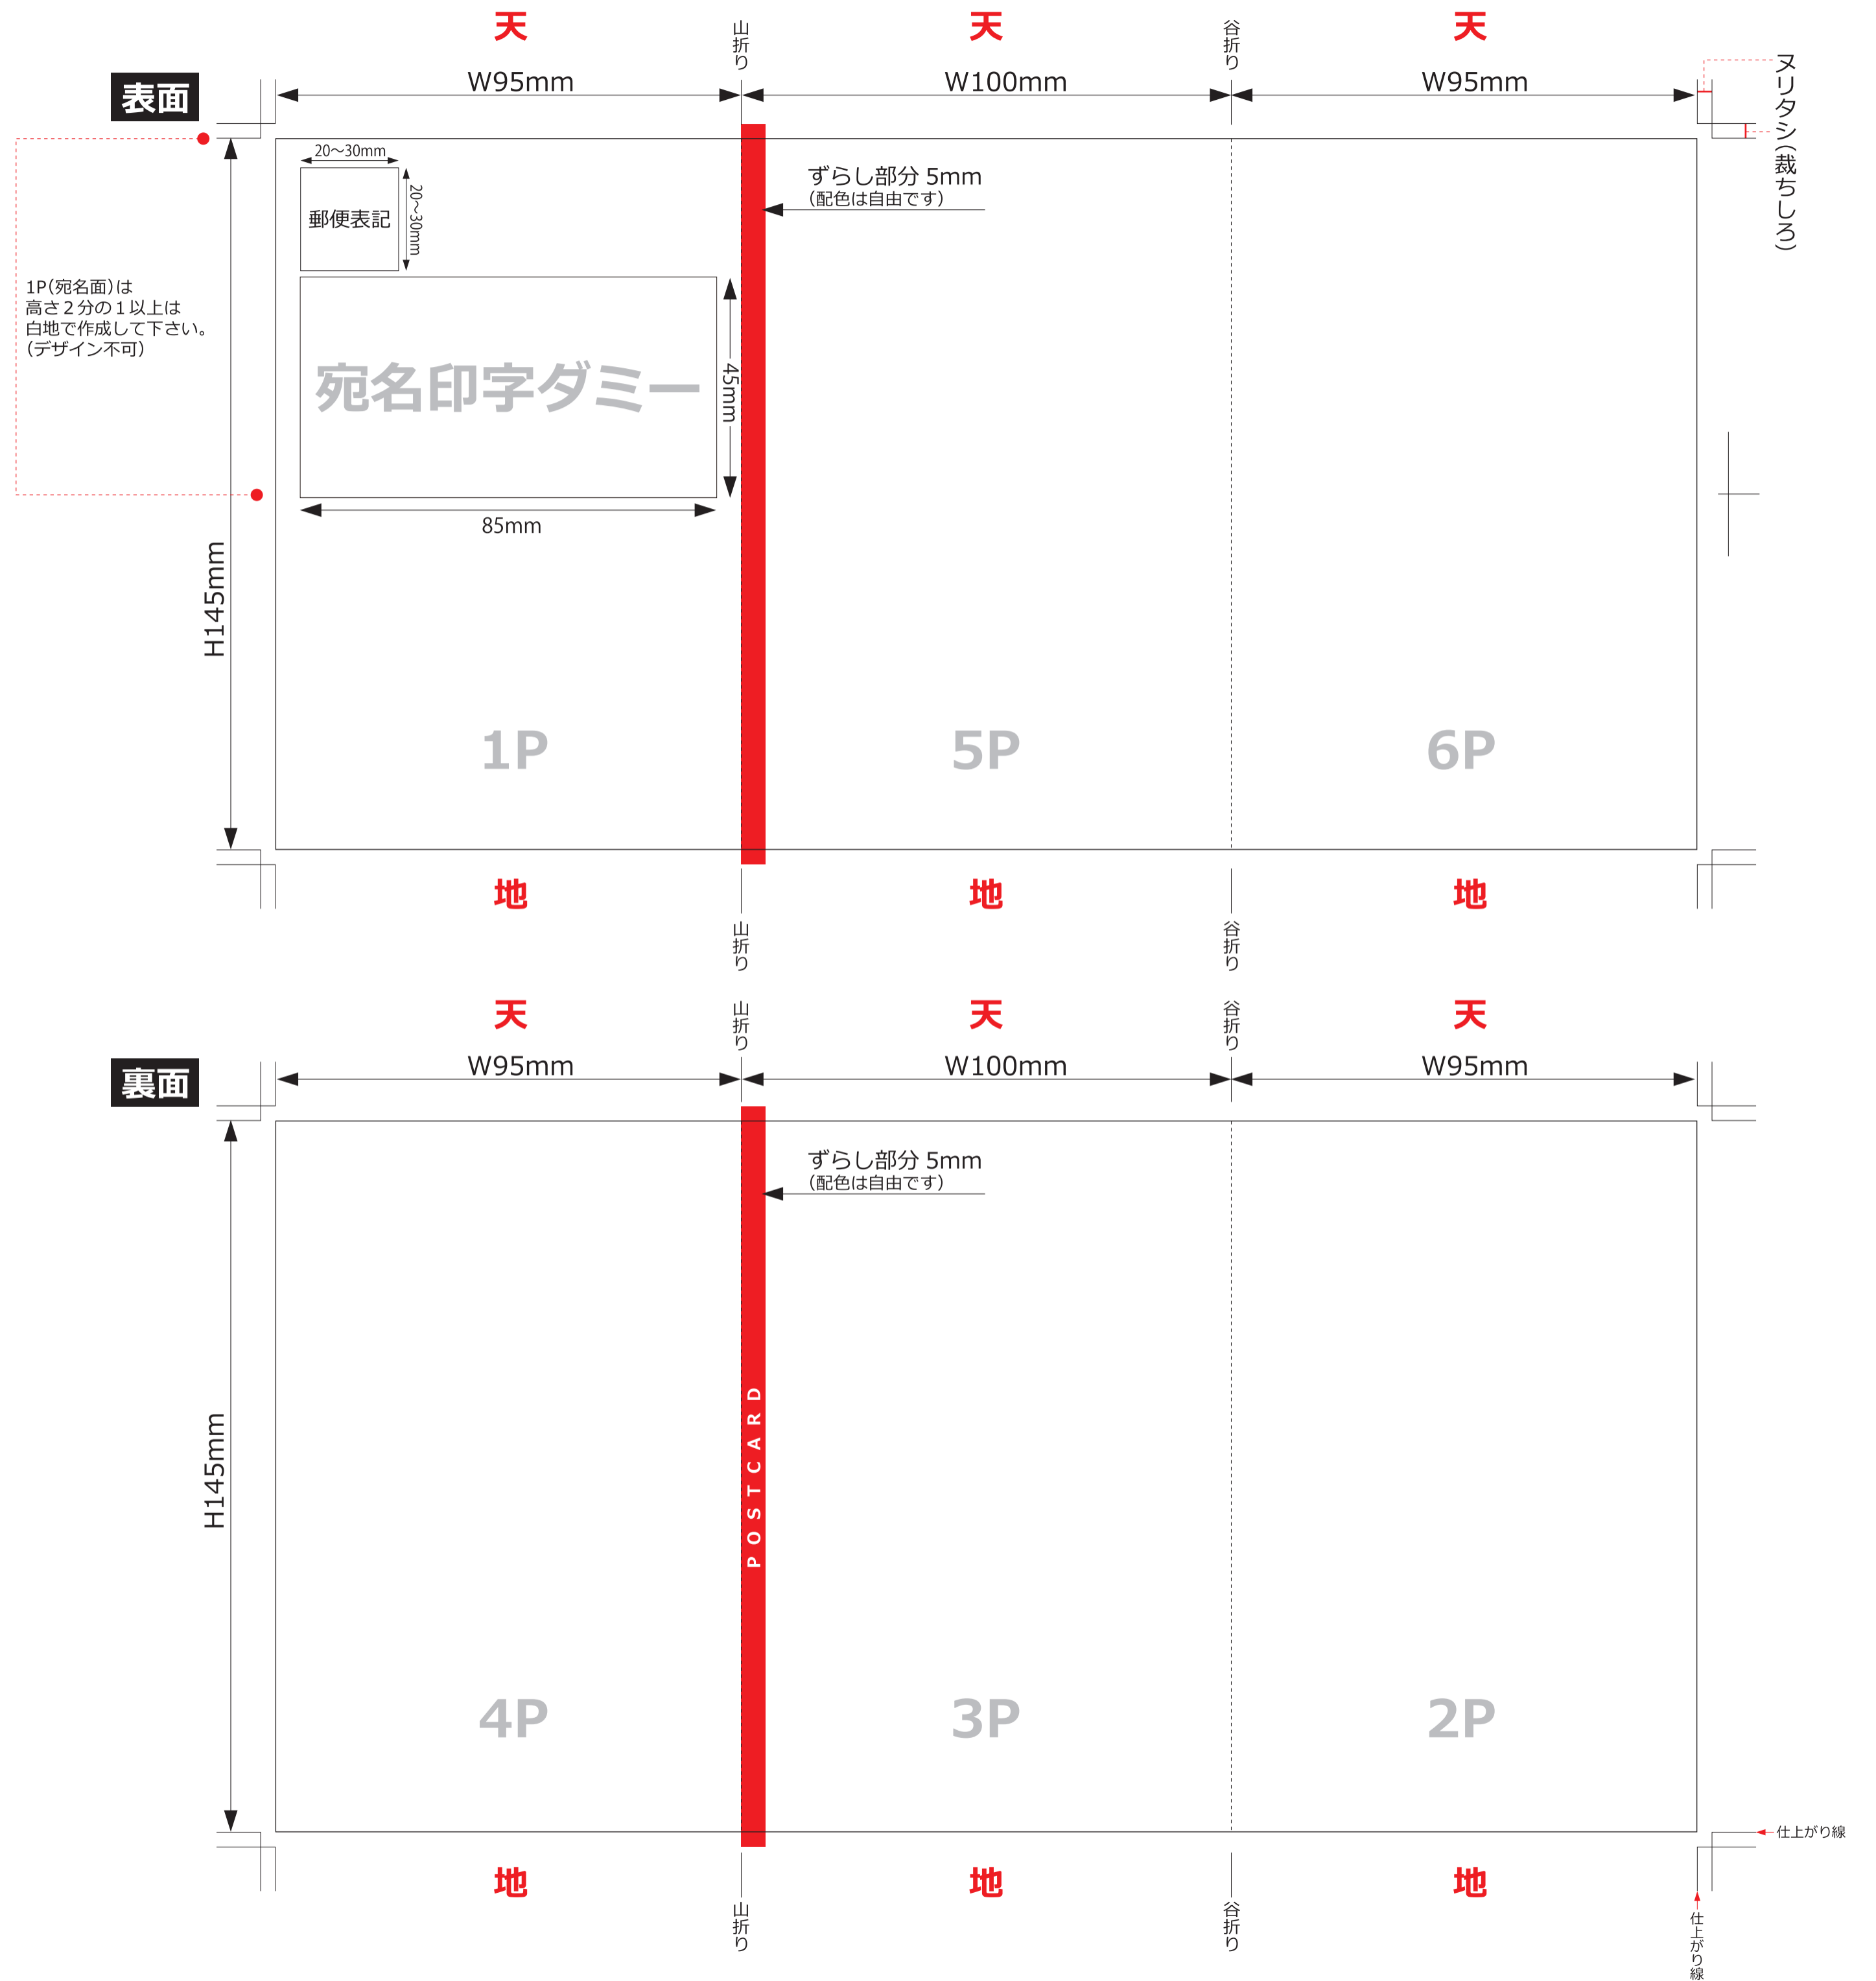 天
天
天
山折り
谷折り
表面
W95mm
W100mm
W95mm
ヌリタシ(裁ちしろ)
20〜30mm
20〜30mm
郵便表記
ずらし部分 5mm
(配色は自由です)
1P(宛名面)は
高さ2分の1以上は
白地で作成して下さい。
(デザイン不可)
宛名印字ダミー
45mm
85mm
H145mm
1P
5P
6P
地
地
地
山折り
谷折り
天
天
天
山折り
谷折り
裏面
W95mm
W100mm
W95mm
ずらし部分 5mm
(配色は自由です)
H145mm
POSTCARD
4P
3P
2P
仕上がり線
地
地
地
山折り
谷折り
仕上がり線